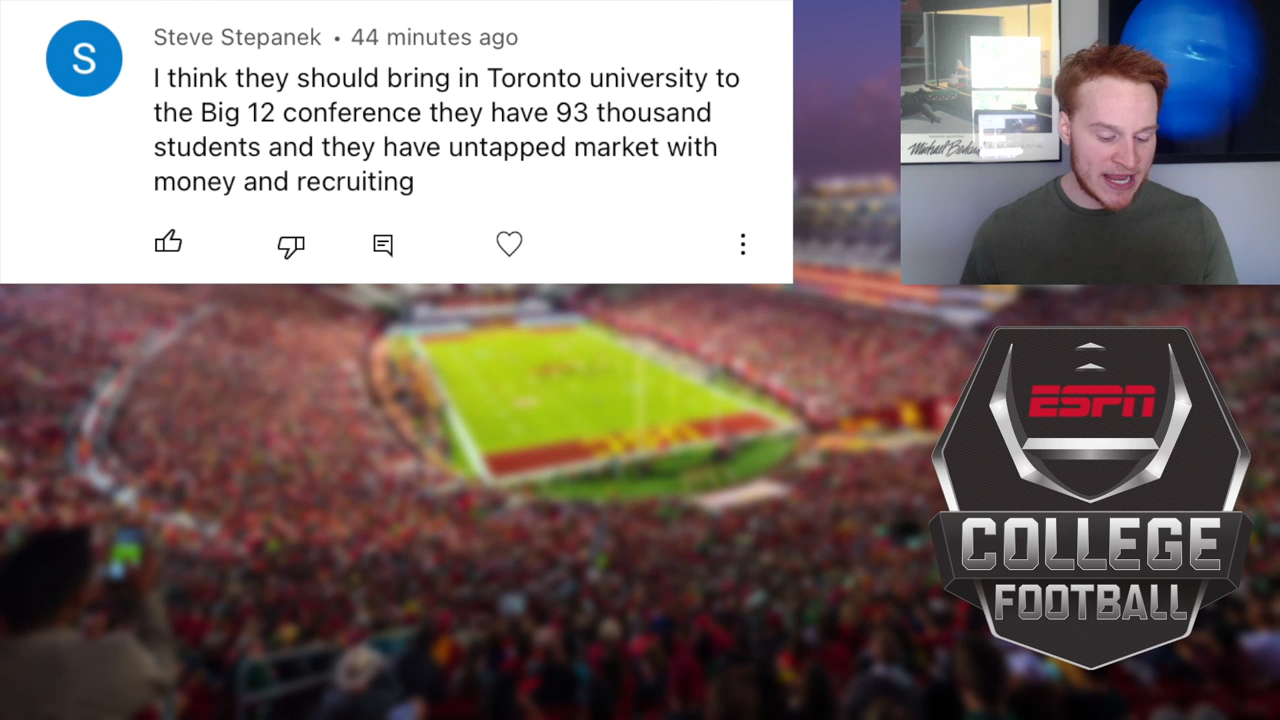 S
Steve Stepanek • 44 minutes ago
I think they should bring in Toronto university to
the Big 12 conference they have 93 thousand
students and they have untapped market with
money and recruiting
ESPN
COLLEGE
FOOTBALL